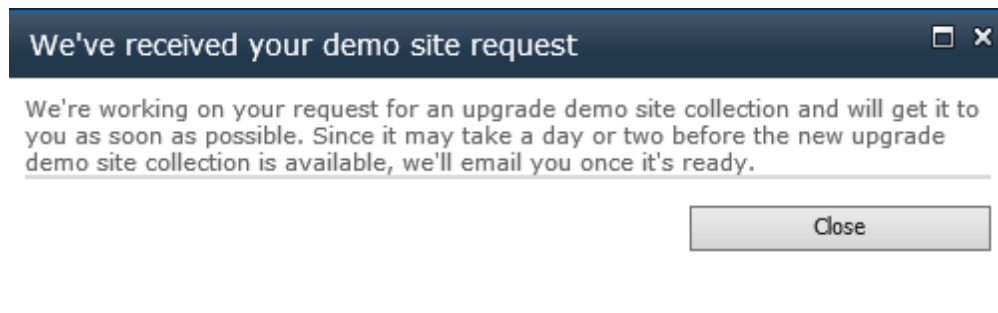 We've received your demo site request
We're working on your request for an upgrade demo site collection and will get it to
you as soon as possible. Since it may take a day or two before the new upgrade
demo site collection is available, we'll email you once it's ready.
Close